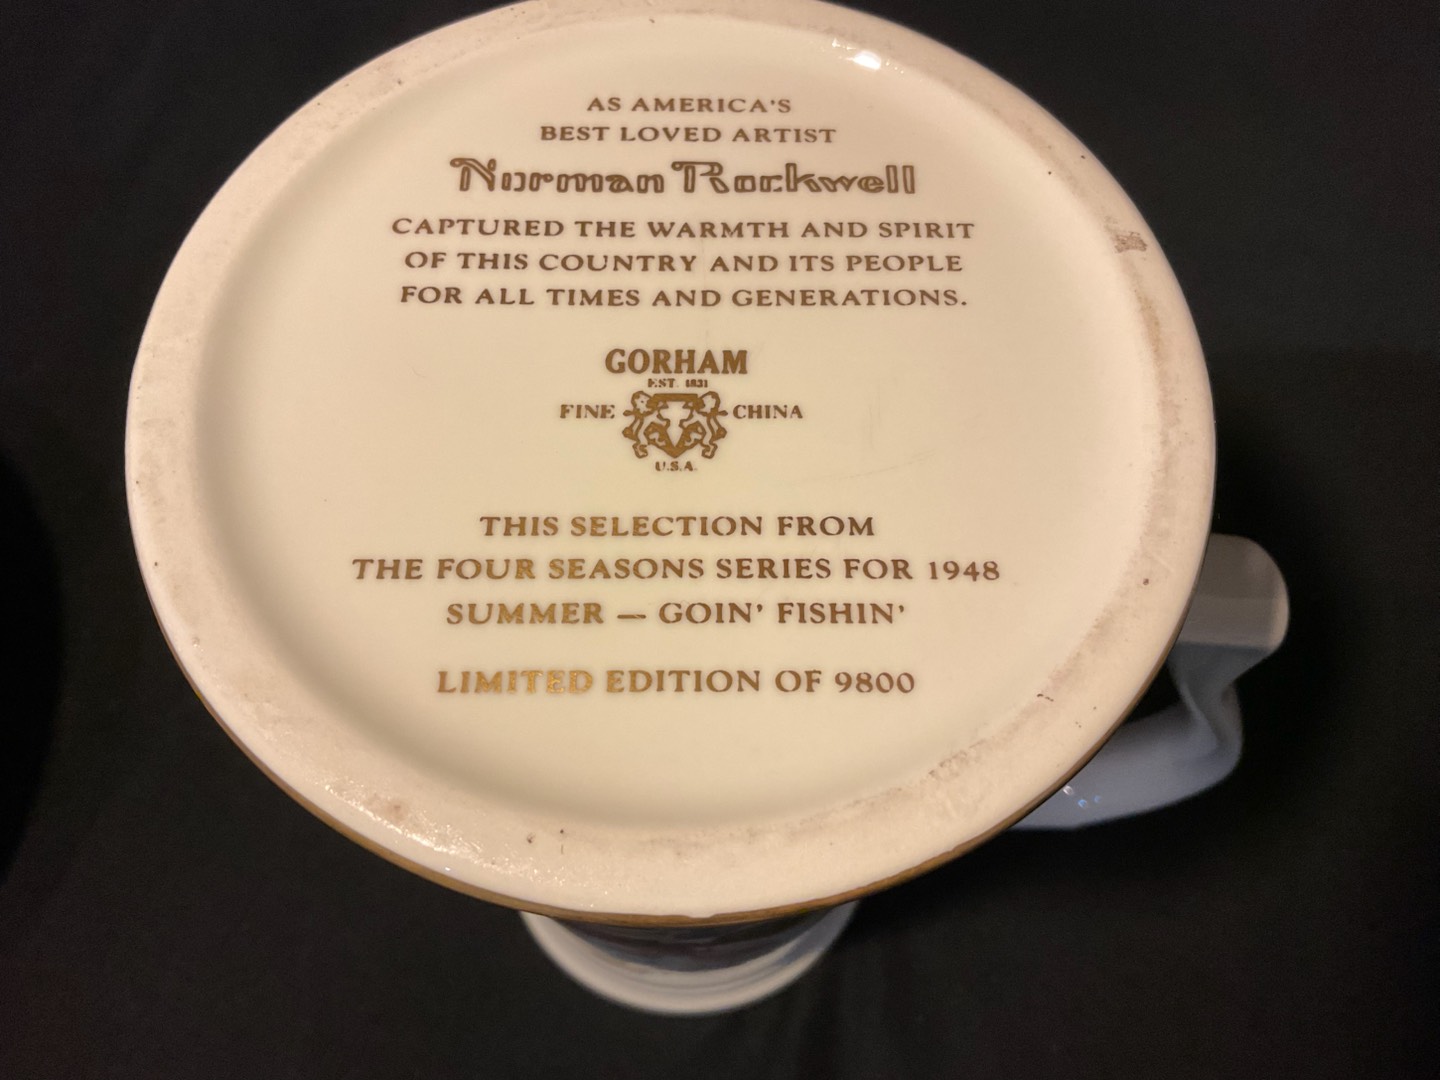 AS AMERICA'S
BEST LOVED ARTIST
Norman Rockwell
CAPTURED THE WARMTH AND SPIRIT
OF THIS COUNTRY AND ITS PEOPLE
FOR ALL TIMES AND GENERATIONS.
GORHAM
EST. 1831
FINE CHINA
U.S.A.
THIS SELECTION FROM
THE FOUR SEASONS SERIES FOR 1948
SUMMER — GOIN' FISHIN'
LIMITED EDITION OF 9800